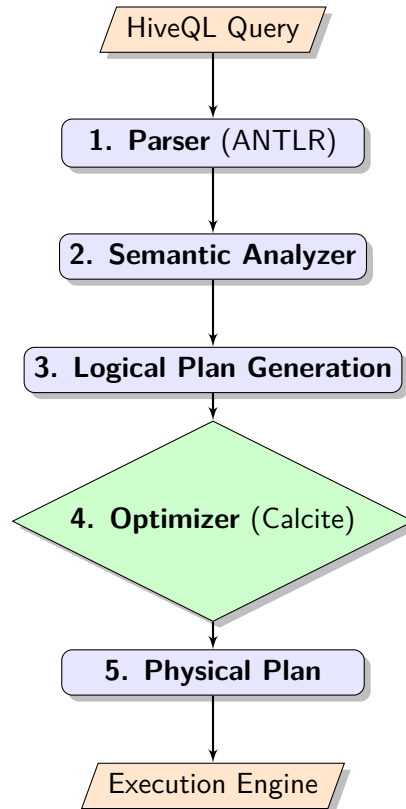 HiveQL Query
1. Parser (ANTLR)
2. Semantic Analyzer
3. Logical Plan Generation
4. Optimizer (Calcite)
5. Physical Plan
Execution Engine